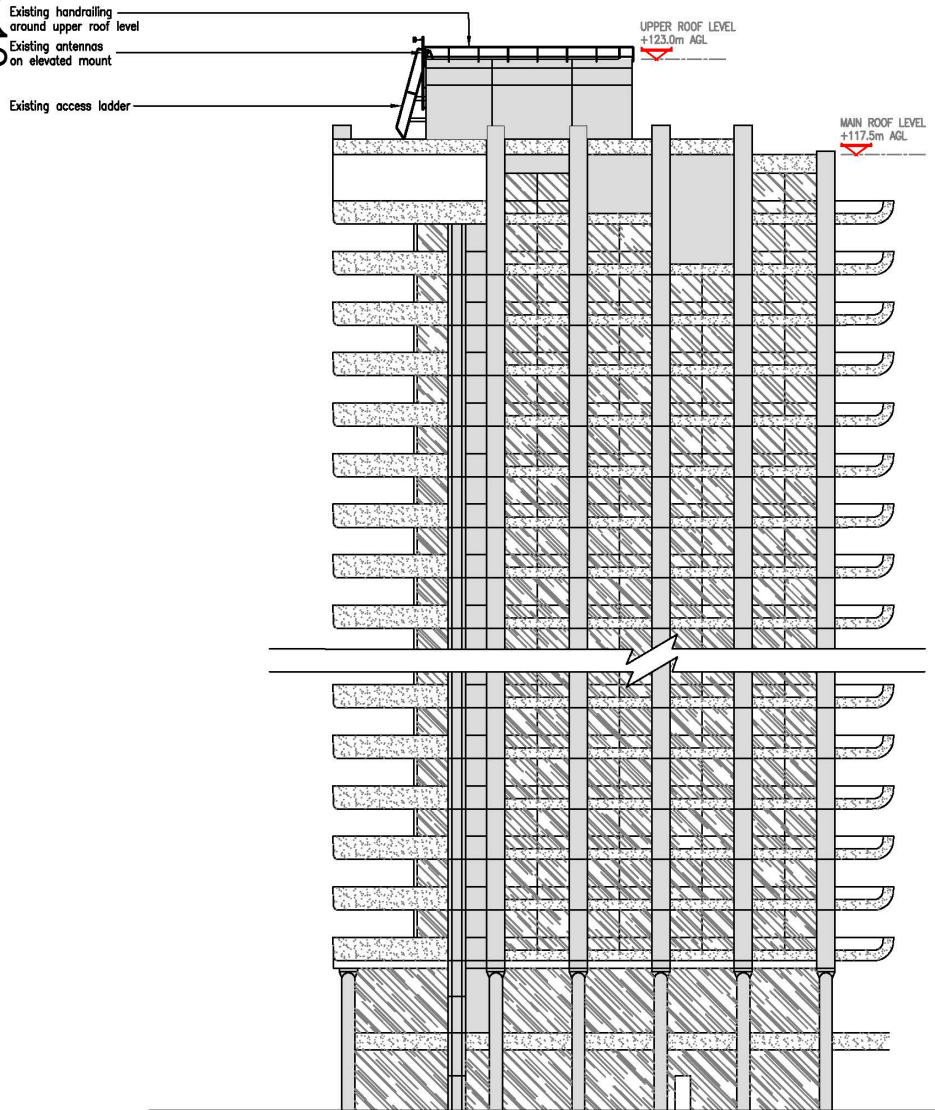 Existing handrailing
around upper roof level
Existing antennas
on elevated mount
Existing access ladder
UPPER ROOF LEVEL
+123.0m AGL
MAIN ROOF LEVEL
+117.5m AGL